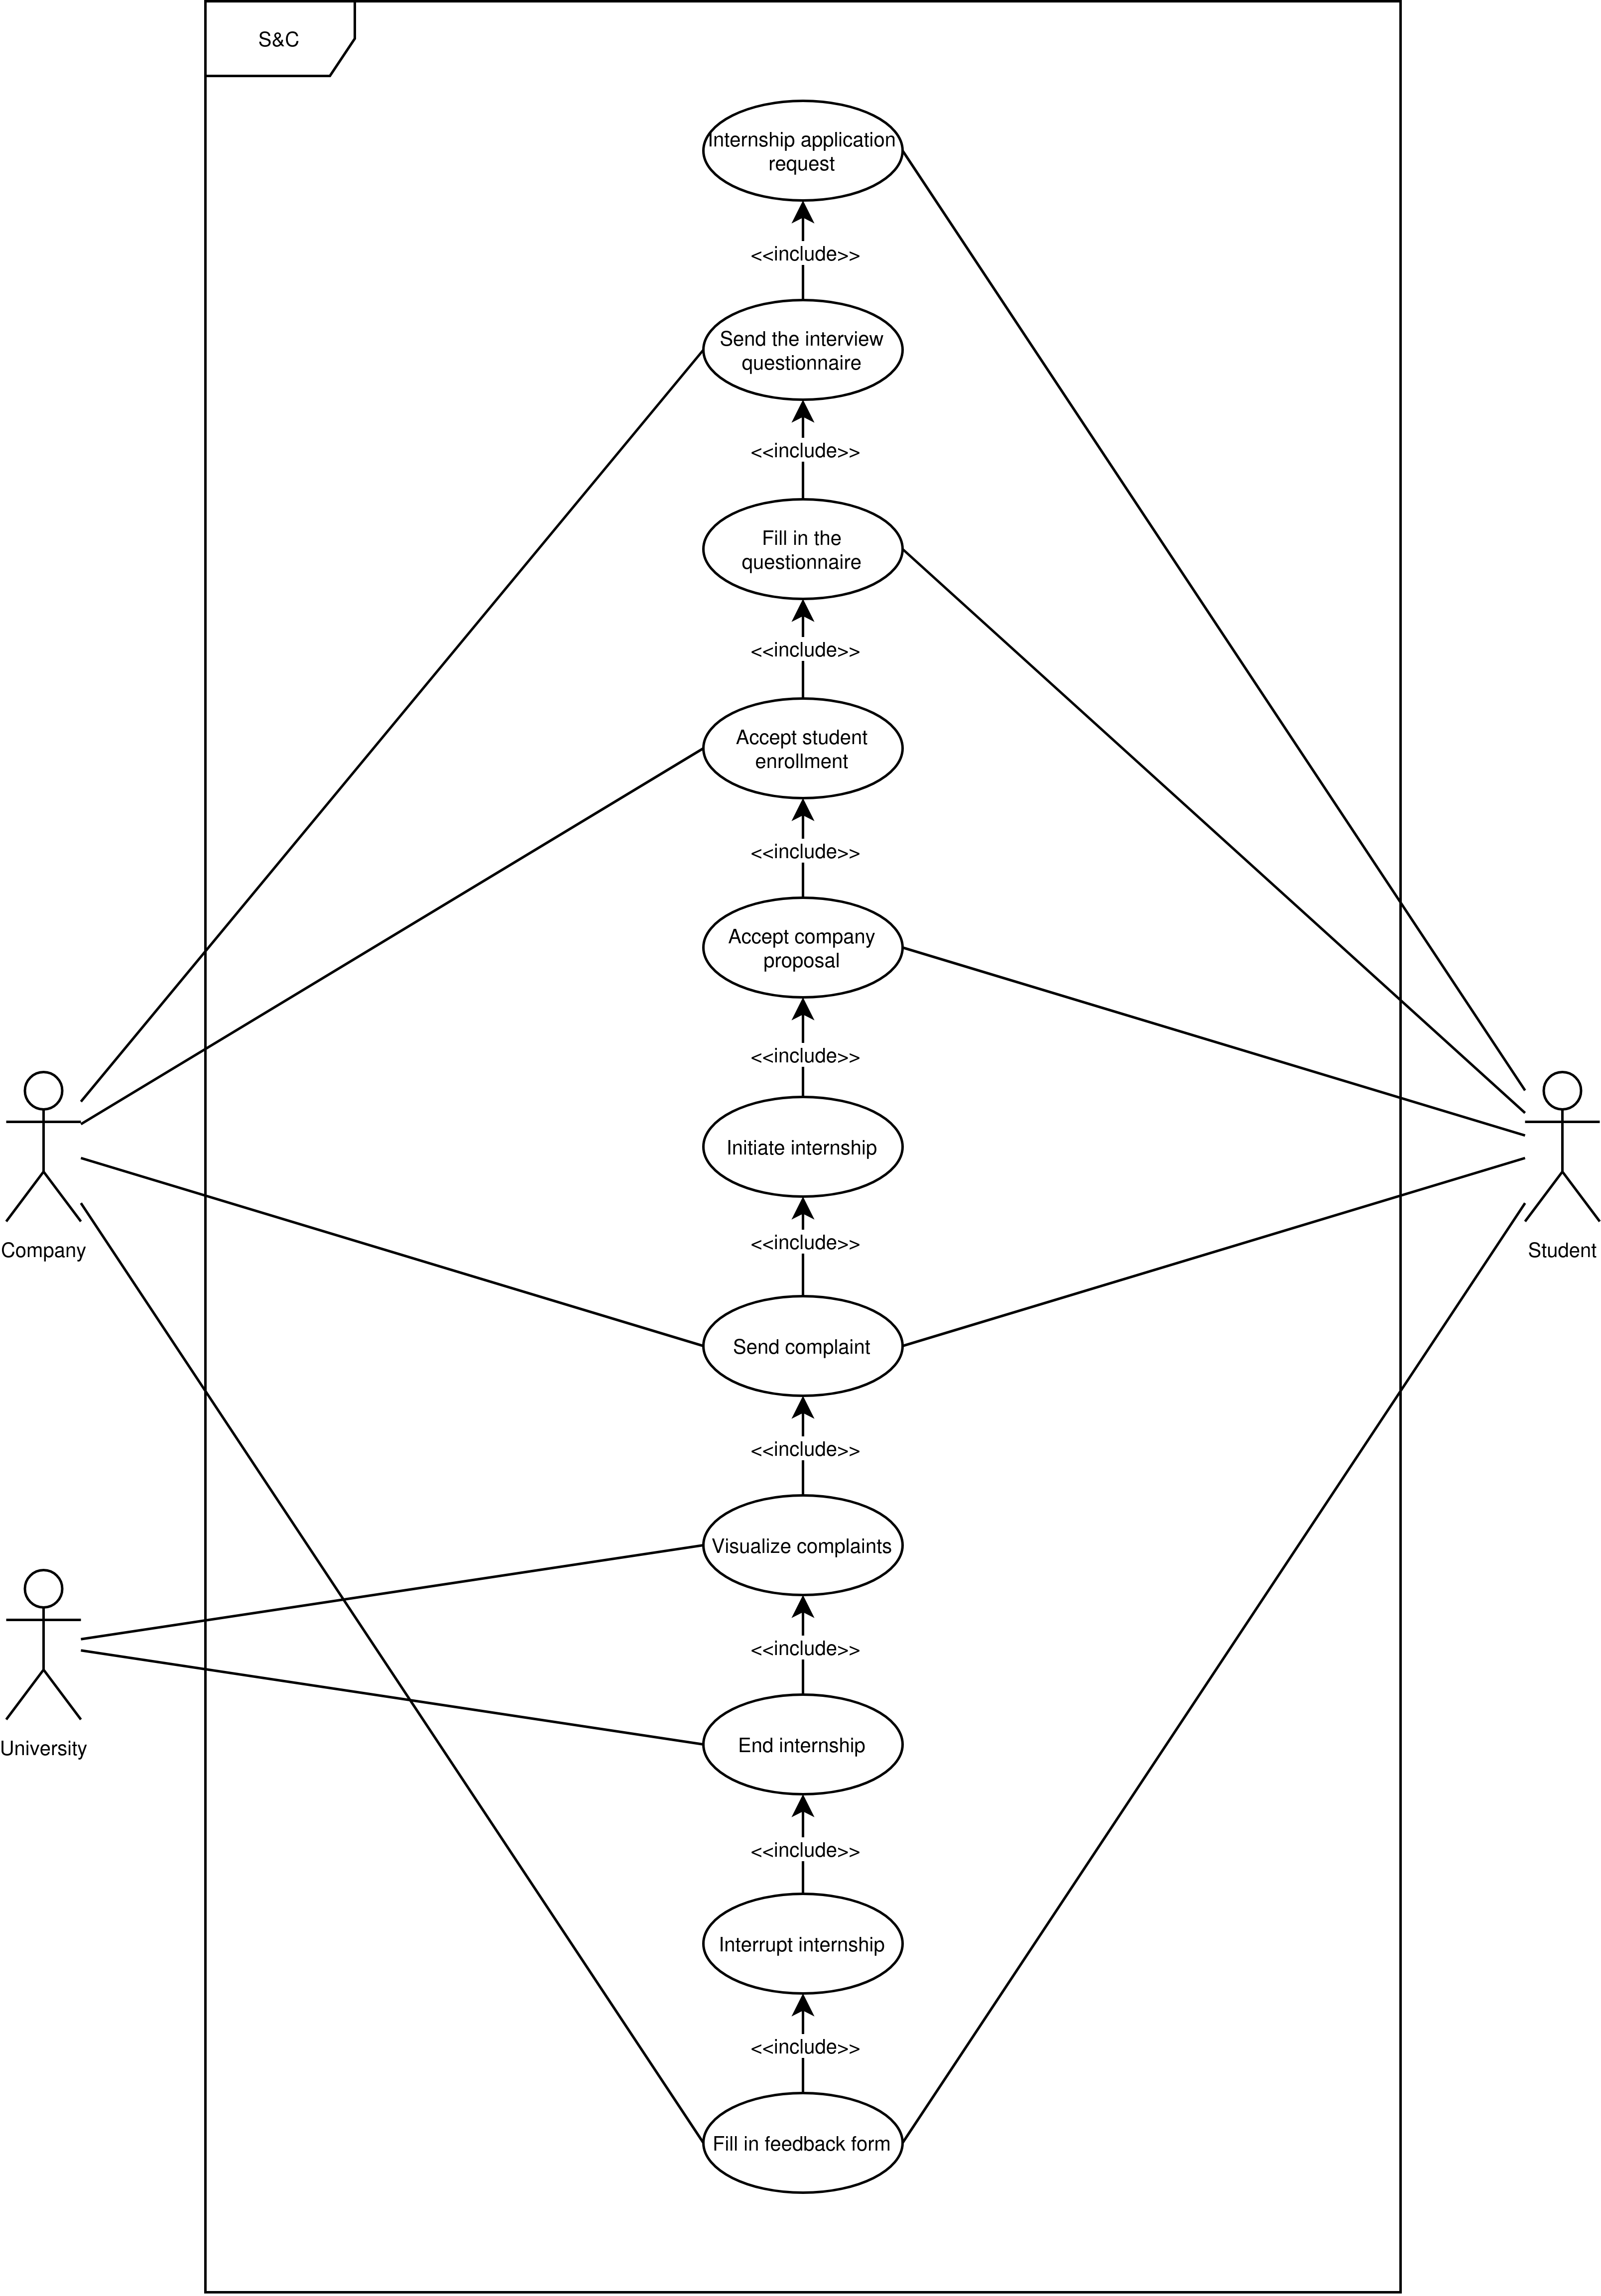 S&C
Internship application
request
<<include>>
Send the interview
questionnaire
<<include>>
Fill in the
questionnaire
<<include>>
Accept student
enrollment
<<include>>
Accept company
proposal
<<include>>
Initiate internship
<<include>>
Company
Student
Send complaint
<<include>>
Visualize complaints
<<include>>
University
End internship
<<include>>
Interrupt internship
<<include>>
Fill in feedback form